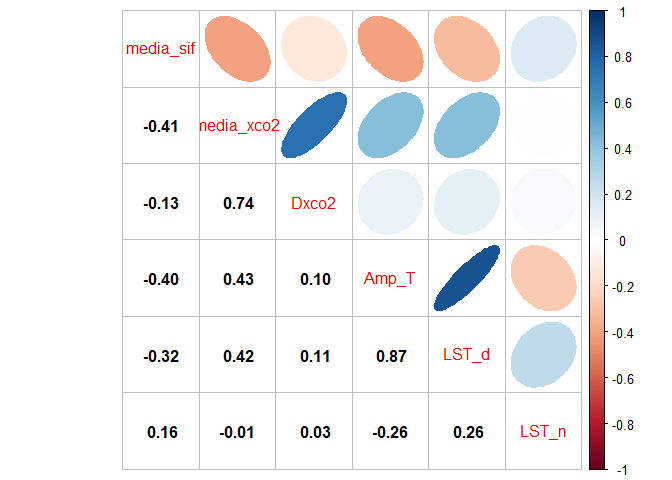 media_sif
-0.41 media_xco2
-0.13 0.74 Dxco2
-0.40 0.43 0.10 Amp_T
-0.32 0.42 0.11 0.87 LST_d
0.16 -0.01 0.03 -0.26 0.26 LST_n
1
0.8
0.6
0.4
0.2
0
-0.2
-0.4
-0.6
-0.8
-1